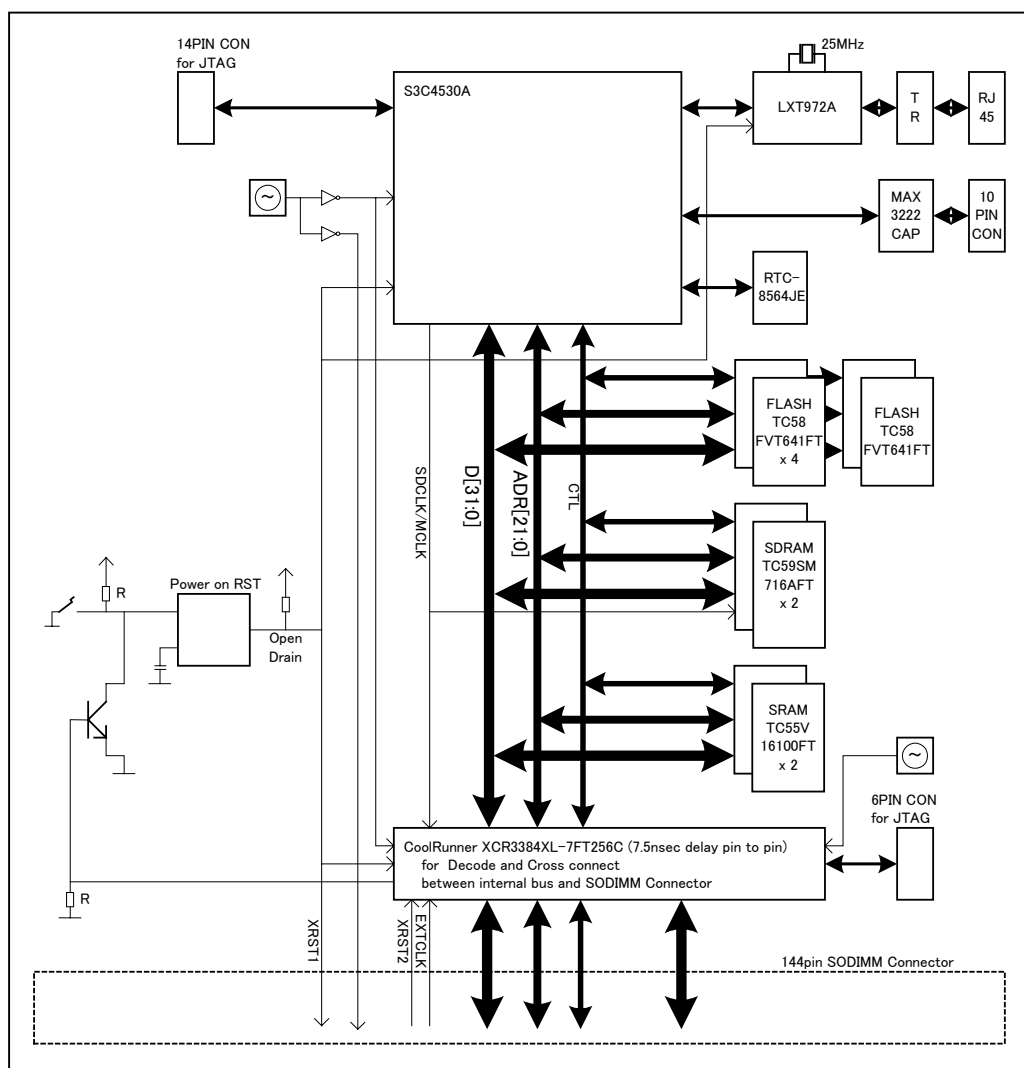 14PIN CON
for JTAG
25MHz
S3C4530A
LXT972A
T
R
RJ
45
~
MAX
3222
CAP
10
PIN
CON
RTC-
8564JE
FLASH
TC58
FVT641FT
x 4
FLASH
TC58
FVT641FT
SDCLK/MCLK
D[31:0]
ADR[21:0]
CTL
SDRAM
TC59SM
716AFT
x 2
R
Power on RST
Open
Drain
SRAM
TC55V
16100FT
x 2
~
6PIN CON
for JTAG
CoolRunner XCR3384XL-7FT256C (7.5nsec delay pin to pin)
for Decode and Cross connect
between internal bus and SODIMM Connector
R
XRST1
XRST2
EXTCLK
144pin SODIMM Connector